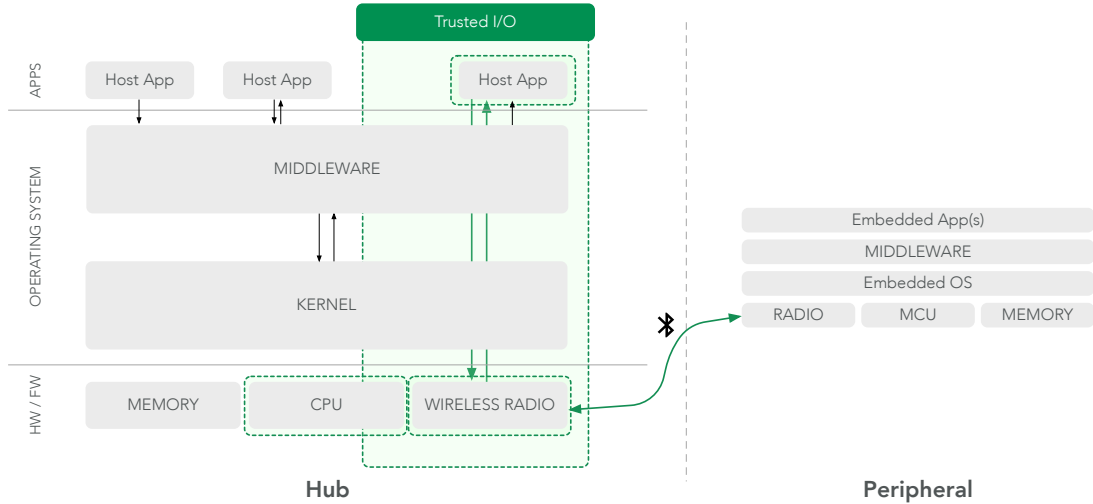 Trusted I/O
APPS
Host App
Host App
Host App
OPERATING SYSTEM
MIDDLEWARE
KERNEL
HW / FW
MEMORY
CPU
WIRELESS RADIO
Hub
Embedded App(s)
MIDDLEWARE
Embedded OS
RADIO
MCU
MEMORY
Peripheral